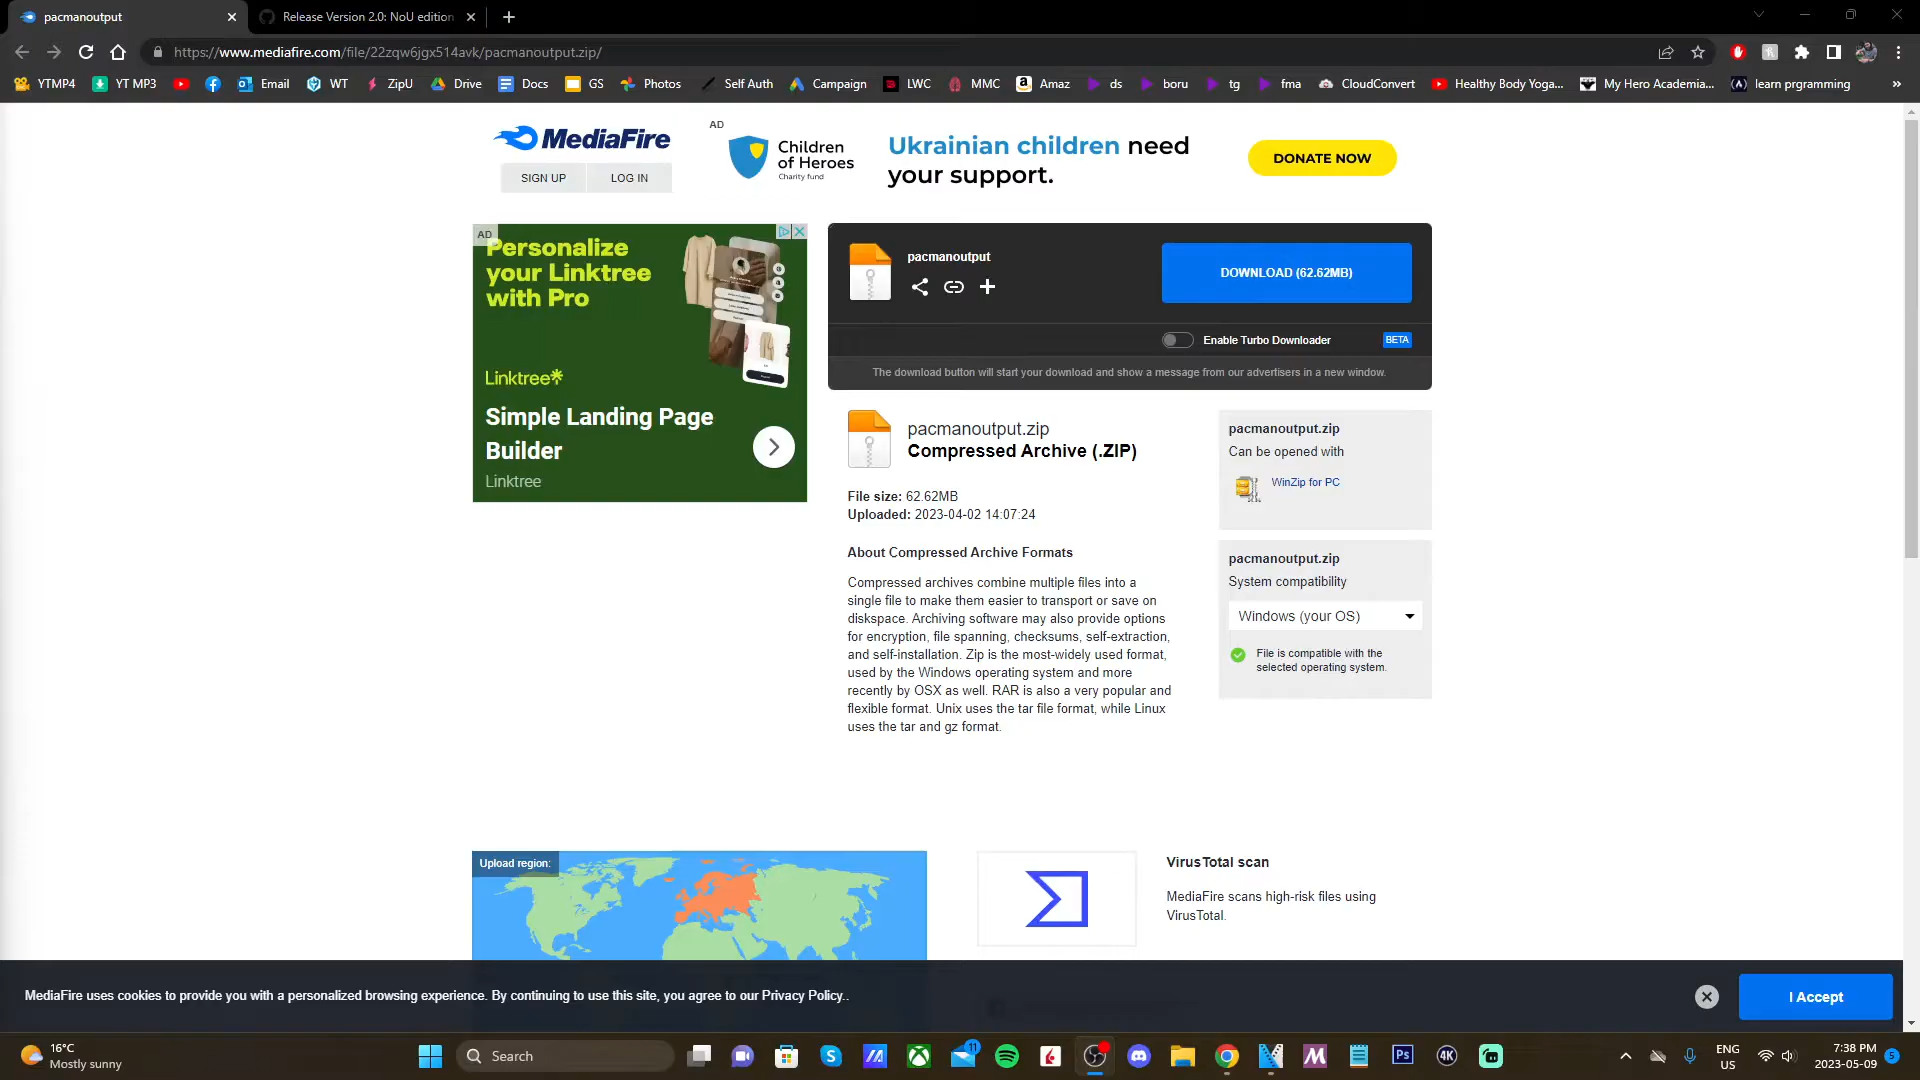 pacmanoutput
Release Version 2.0: NoU edition
https://www.mediafire.com/file/22zqw6jgx514avk/pacmanoutput.zip/
YTMP4
YT MP3
Email
WT
ZipU
Drive
Docs
GS
Photos
Self Auth
Campaign
LWC
MMC
Amaz
ds
boru
tg
fma
CloudConvert
Healthy Body Yoga...
My Hero Academia...
learn prgramming
»
MediaFire
SIGN UP
LOG IN
AD
Children
of Heroes
Charity fund
Ukrainian children need
your support.
DONATE NOW
AD
Personalize
your Linktree
with Pro
Linktree
Simple Landing Page
Builder
Linktree
pacmanoutput
DOWNLOAD (62.62MB)
Enable Turbo Downloader
BETA
The download button will start your download and show a message from our advertisers in a new window.
pacmanoutput.zip
Compressed Archive (.ZIP)
File size: 62.62MB
Uploaded: 2023-04-02 14:07:24
About Compressed Archive Formats
Compressed archives combine multiple files into a
single file to make them easier to transport or save on
diskspace. Archiving software may also provide options
for encryption, file spanning, checksums, self-extraction,
and self-installation. Zip is the most-widely used format,
used by the Windows operating system and more
recently by OSX as well. RAR is also a very popular and
flexible format. Unix uses the tar file format, while Linux
uses the tar and gz format.
pacmanoutput.zip
Can be opened with
WinZip for PC
pacmanoutput.zip
System compatibility
Windows (your OS)
File is compatible with the
selected operating system.
Upload region:
VirusTotal scan
MediaFire scans high-risk files using
VirusTotal.
MediaFire uses cookies to provide you with a personalized browsing experience. By continuing to use this site, you agree to our Privacy Policy..
I Accept
16°C
Mostly sunny
Search
11
Ps
4K
ENG
US
7:38 PM
2023-05-09
5